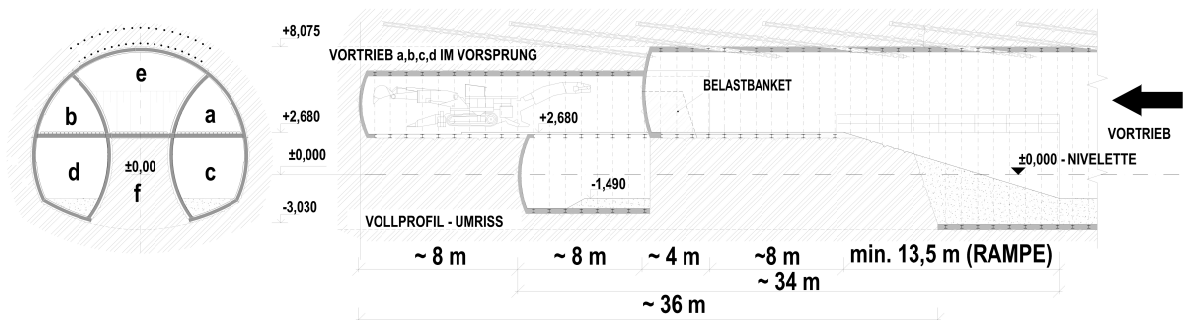 +8,075
+2,680
±0,000
-3,030
e
b
a
d
±0,00
c
f
VORTRIEB a,b,c,d IM VORSPRUNG
BELASTBANKET
+2,680
VORTRIEB
±0,000 - NIVELETTE
-1,490
VOLLPROFIL - UMRISS
~ 8 m
~ 8 m
~ 4 m
~8 m
min. 13,5 m (RAMPE)
~ 34 m
~ 36 m